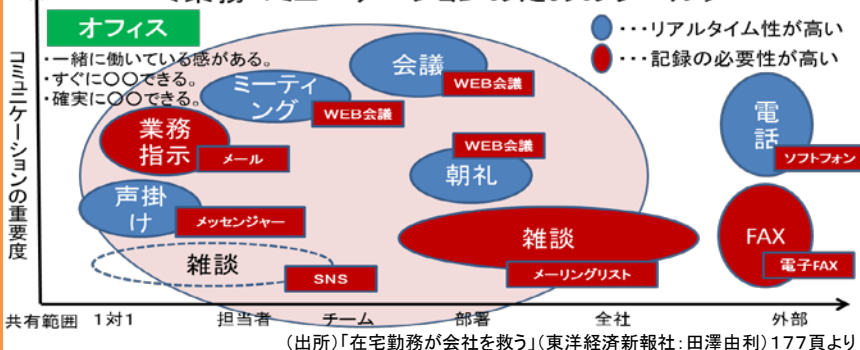 オフィス
・・・リアルタイム性が高い
・・・記録の必要性が高い
・一緒に働いている感がある。
・すぐに〇〇できる。
・確実に〇〇できる。
コミュニケーションの重要度
会議
WEB会議
ミーティ
ング
WEB会議
業務
指示
メール
WEB会議
朝礼
電
話
ソフトフォン
声掛
け
メッセンジャー
雑談
SNS
雑談
メーリングリスト
FAX
電子FAX
共有範囲 1対1 担当者 チーム 部署 全社 外部
(出所)「在宅勤務が会社を救う」(東洋経済新報社:田澤由利)177頁より